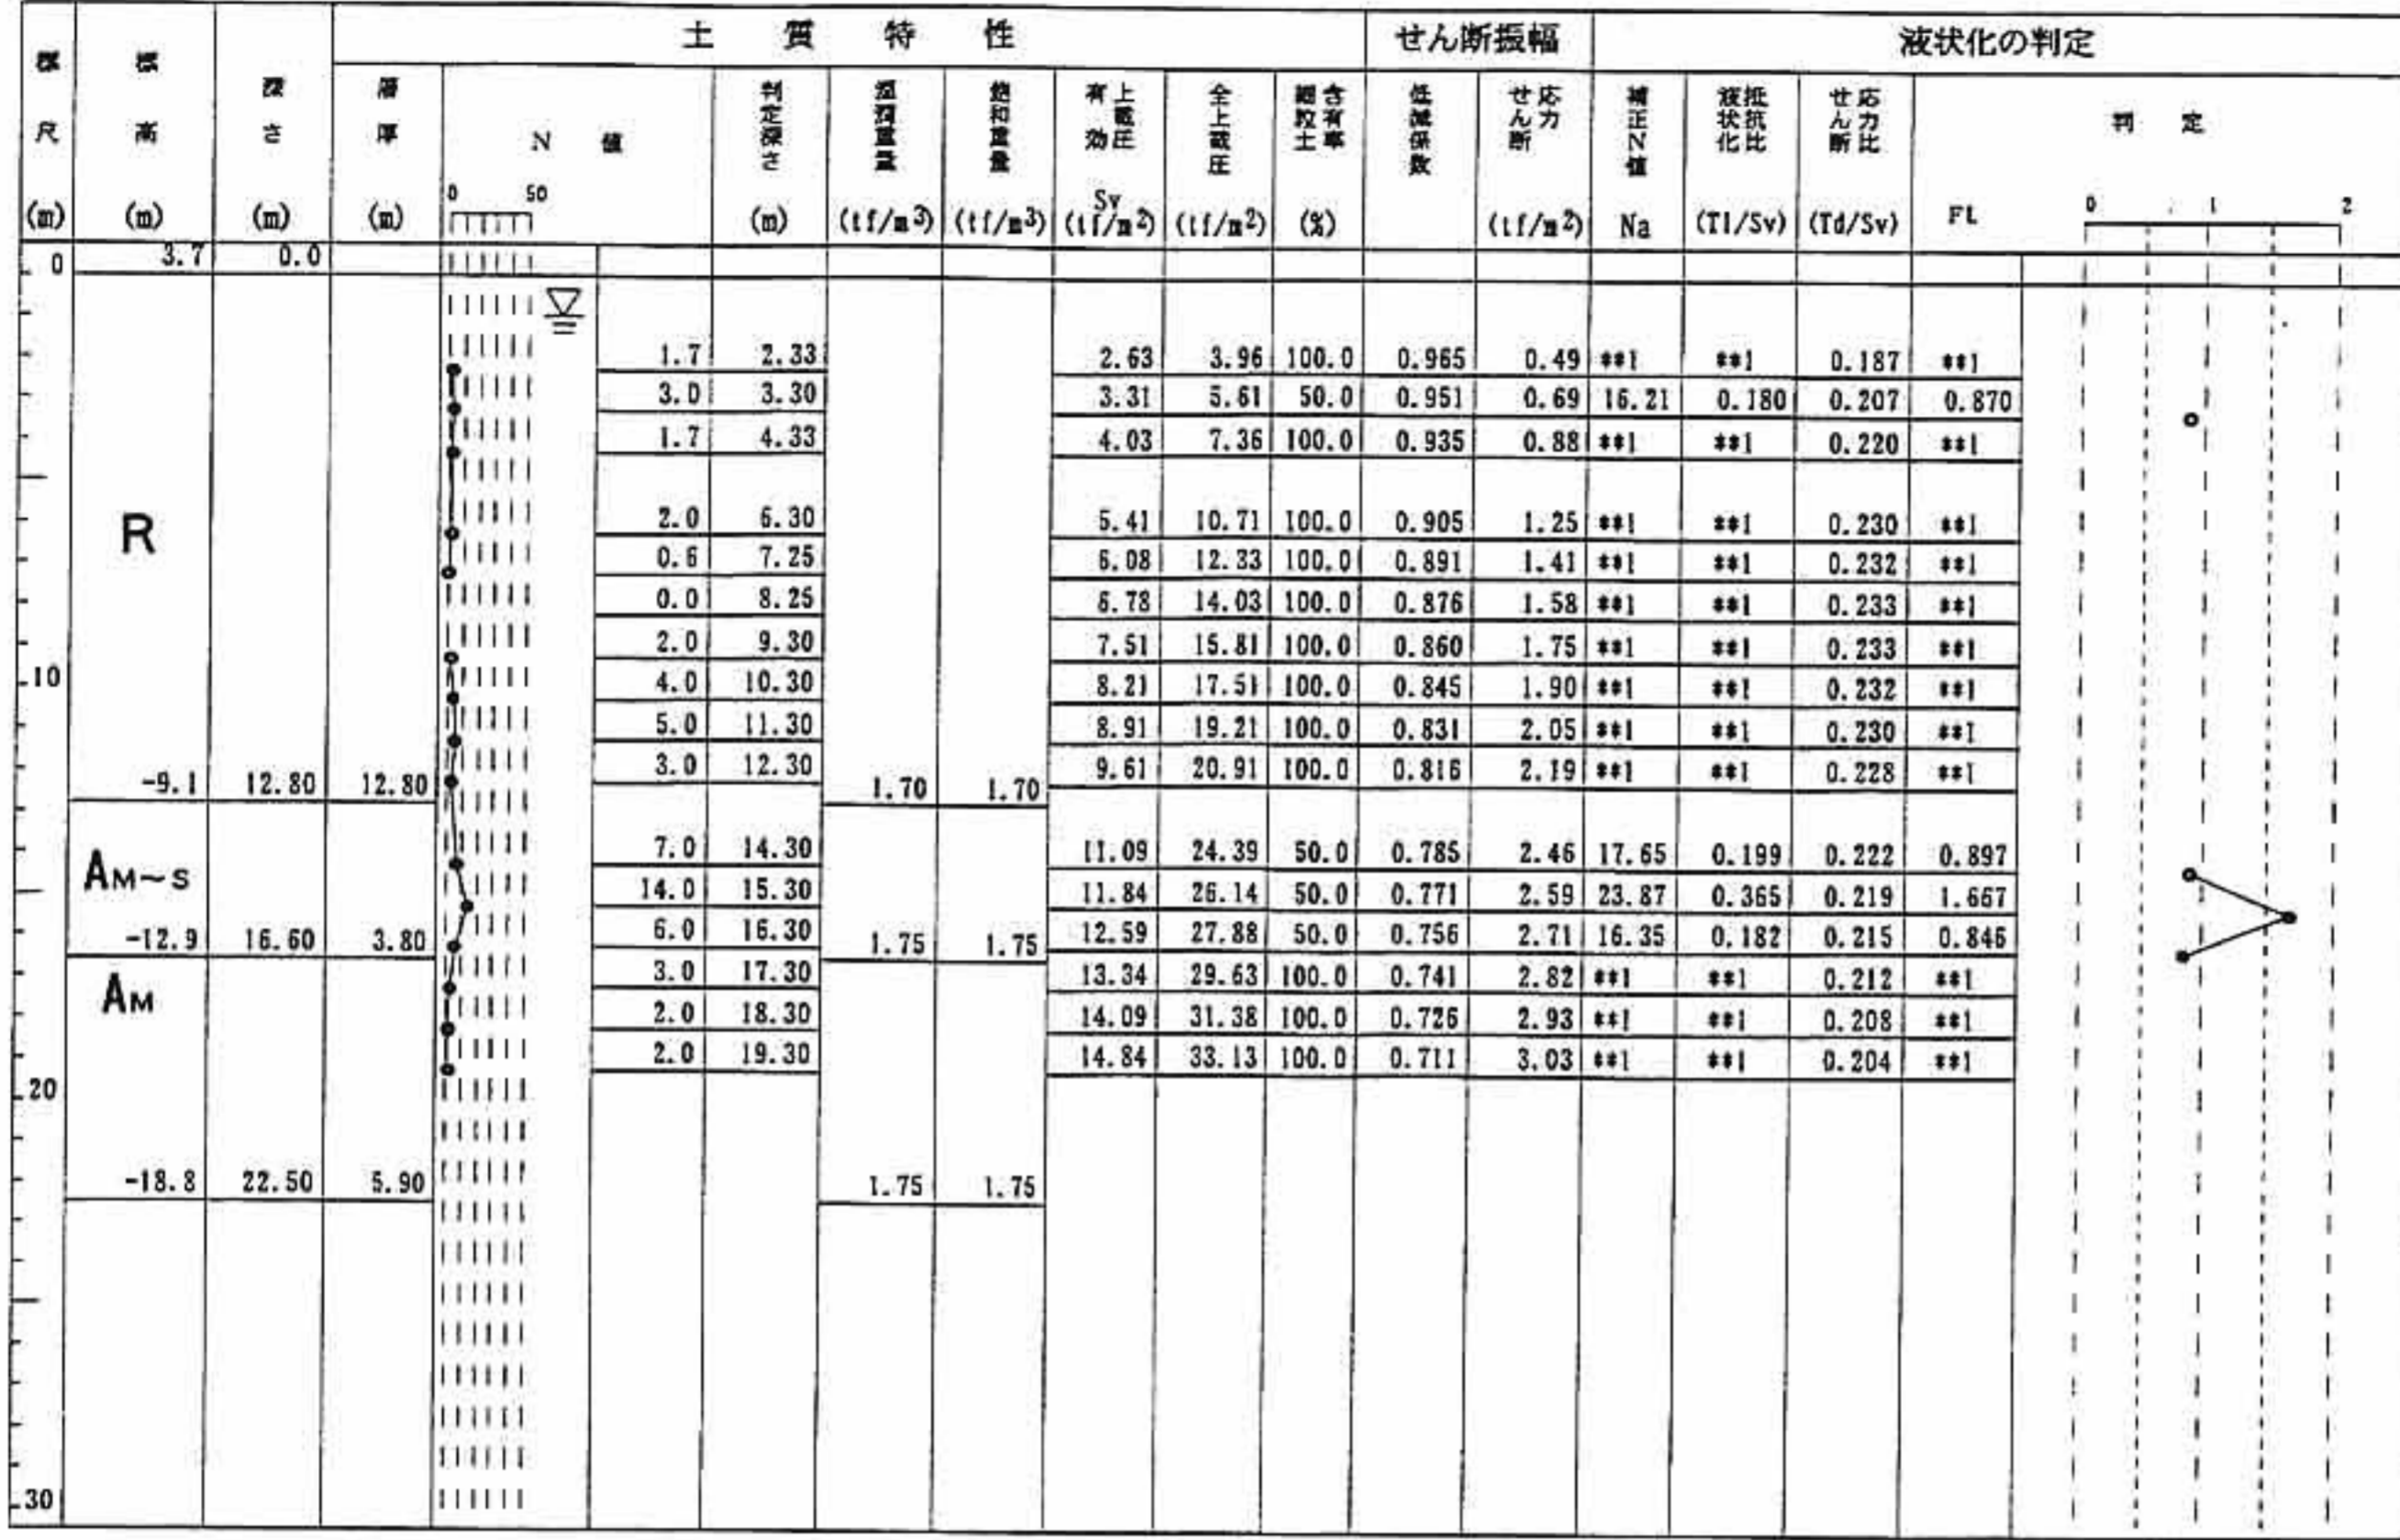 土質特性 せん断振幅 液状化の判定
標尺 (m)
標高 (m)
深さ (m)
層厚 (m)
N値 0 50
判定深さ (m)
湿潤重量 (tf/m³)
飽和重量 (tf/m³)
有効上載圧 Sv (tf/m²)
全上載圧 (tf/m²)
細粒土含有率 (%)
低減係数
せん断応力 (tf/m²)
補正N値 Na
液状化抵抗比 (Tl/Sv)
せん断応力比 (Td/Sv)
FL
判定 0 1 2
0 3.7 0.0
1.7 2.33 2.63 3.96 100.0 0.965 0.49 **1 **1 0.187 **1
3.0 3.30 3.31 5.61 50.0 0.951 0.69 16.21 0.180 0.207 0.870
1.7 4.33 4.03 7.36 100.0 0.935 0.88 **1 **1 0.220 **1
R
2.0 6.30 5.41 10.71 100.0 0.905 1.25 **1 **1 0.230 **1
0.6 7.25 6.08 12.33 100.0 0.891 1.41 **1 **1 0.232 **1
0.0 8.25 6.78 14.03 100.0 0.876 1.58 **1 **1 0.233 **1
2.0 9.30 7.51 15.81 100.0 0.860 1.75 **1 **1 0.233 **1
10 4.0 10.30 8.21 17.51 100.0 0.845 1.90 **1 **1 0.232 **1
5.0 11.30 8.91 19.21 100.0 0.831 2.05 **1 **1 0.230 **1
3.0 12.30 9.61 20.91 100.0 0.816 2.19 **1 **1 0.228 **1
-9.1 12.80 12.80 1.70 1.70
7.0 14.30 11.09 24.39 50.0 0.785 2.46 17.65 0.199 0.222 0.897
AM~S
14.0 15.30 11.84 26.14 50.0 0.771 2.59 23.87 0.365 0.219 1.667
6.0 16.30 12.59 27.88 50.0 0.756 2.71 16.35 0.182 0.215 0.846
-12.9 16.60 3.80 1.75 1.75
3.0 17.30 13.34 29.63 100.0 0.741 2.82 **1 **1 0.212 **1
AM
2.0 18.30 14.09 31.38 100.0 0.726 2.93 **1 **1 0.208 **1
2.0 19.30 14.84 33.13 100.0 0.711 3.03 **1 **1 0.204 **1
20
-18.8 22.50 5.90 1.75 1.75
30